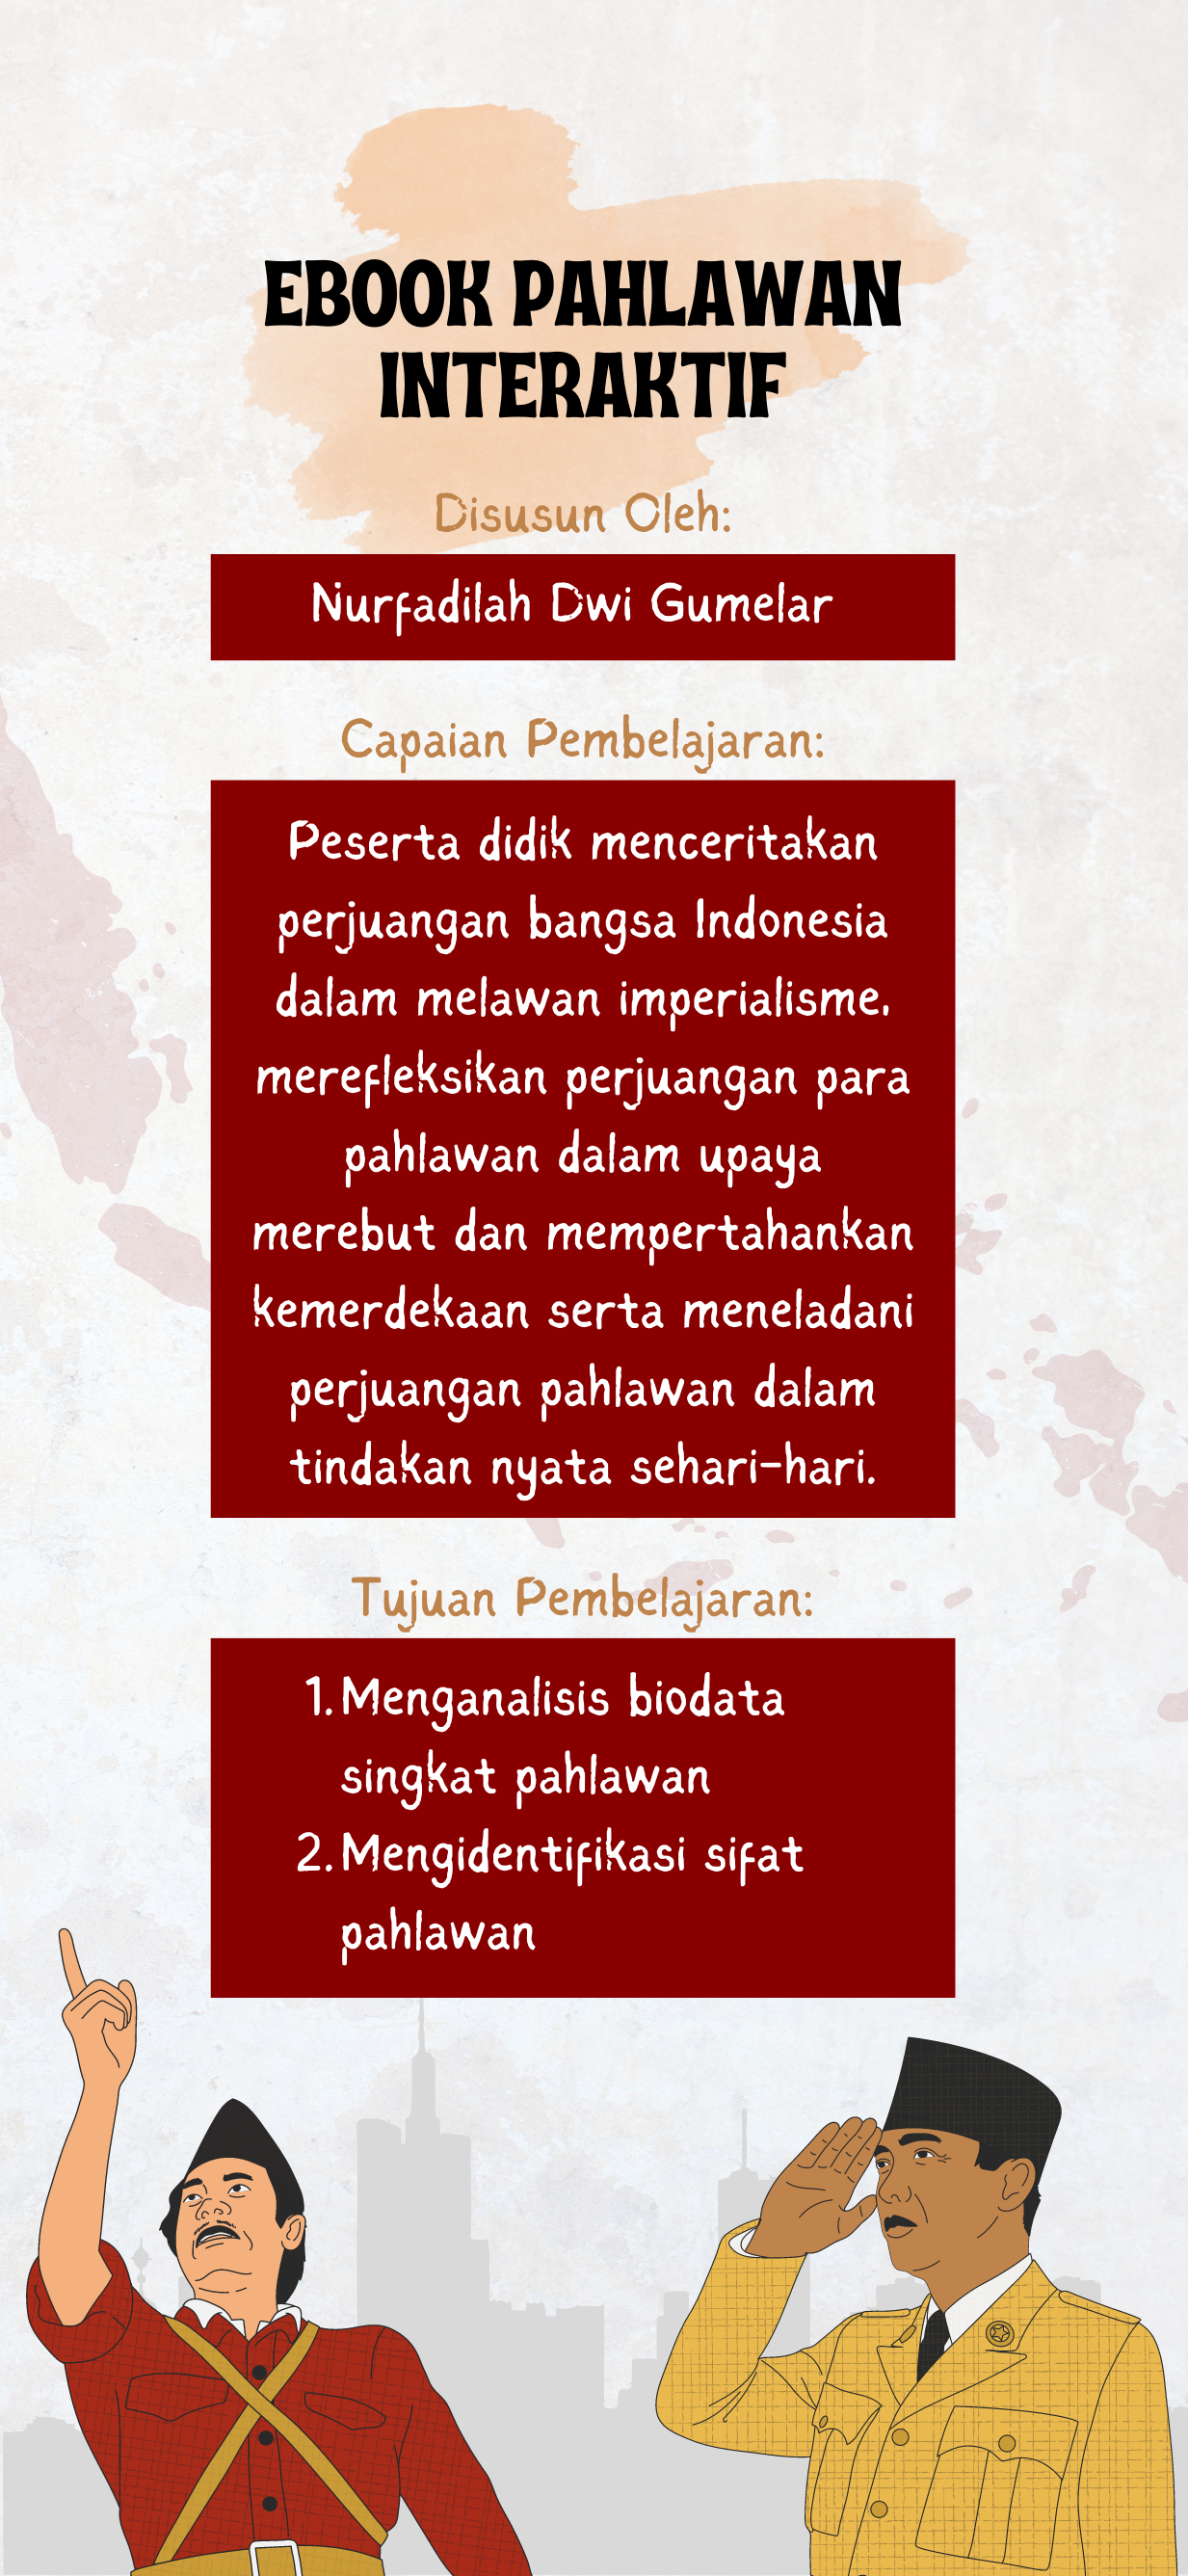 EBOOK PAHLAWAN
INTERAKTIF
Disusun Oleh:
Nurfadilah Dwi Gumelar
Capaian Pembelajaran:
Peserta didik menceritakan
perjuangan bangsa Indonesia
dalam melawan imperialisme,
merefleksikan perjuangan para
pahlawan dalam upaya
merebut dan mempertahankan
kemerdekaan serta meneladani
perjuangan pahlawan dalam
tindakan nyata sehari-hari.
Tujuan Pembelajaran:
1. Menganalisis biodata
singkat pahlawan
2. Mengidentifikasi sifat
pahlawan